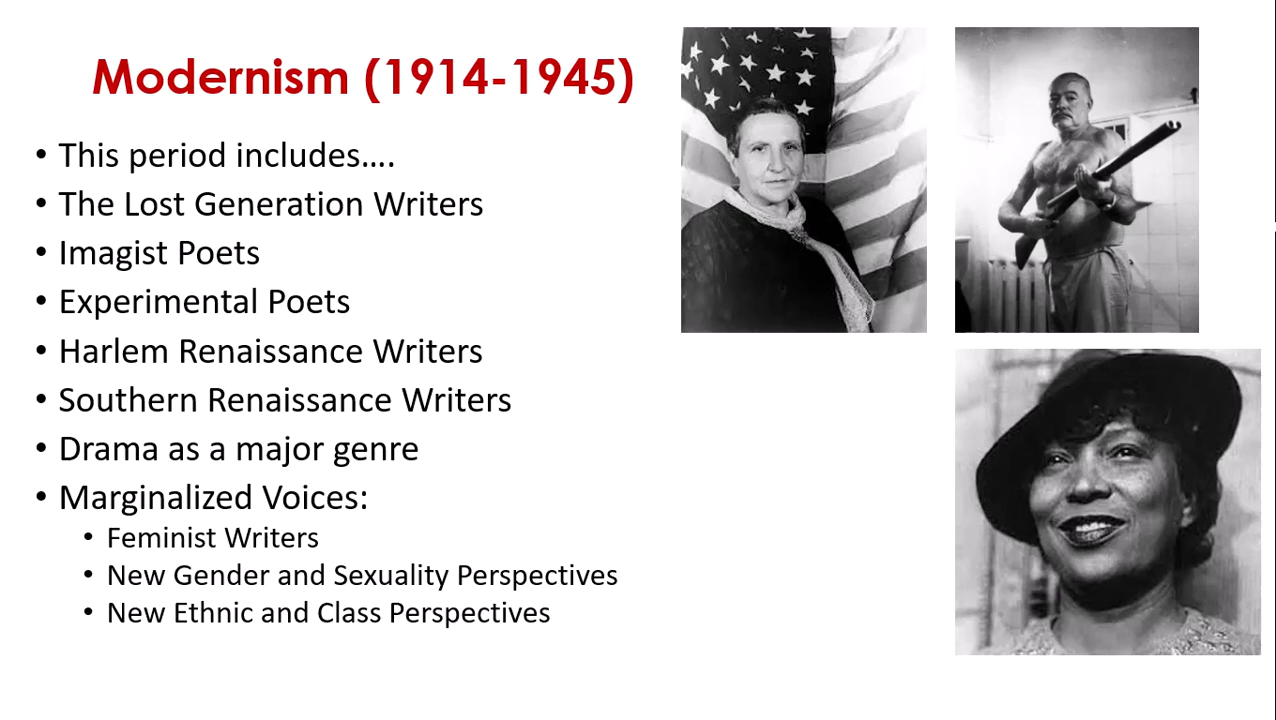 Modernism (1914-1945)
• This period includes….
• The Lost Generation Writers
• Imagist Poets
• Experimental Poets
• Harlem Renaissance Writers
• Southern Renaissance Writers
• Drama as a major genre
• Marginalized Voices:
• Feminist Writers
• New Gender and Sexuality Perspectives
• New Ethnic and Class Perspectives